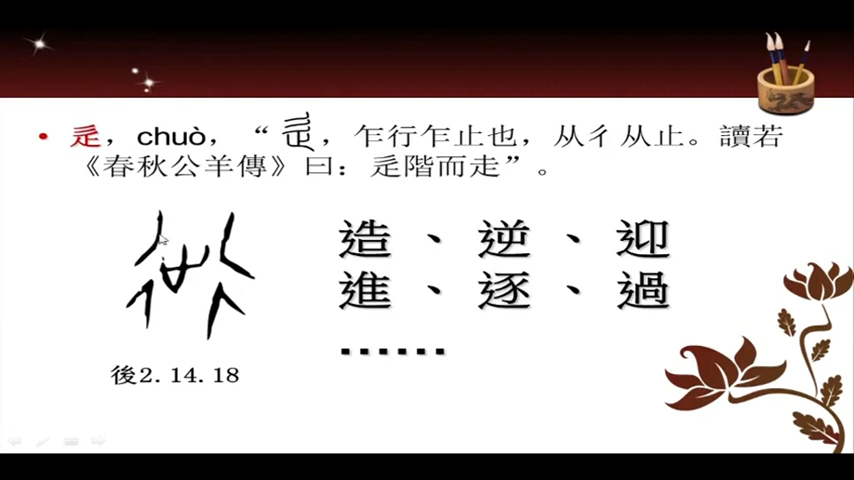 • 辵，chuò，“辵，乍行乍止也，从彳从止。讀若
《春秋公羊傳》曰：辵階而走”。
造、逆、迎
進、逐、過
……
後2.14.18